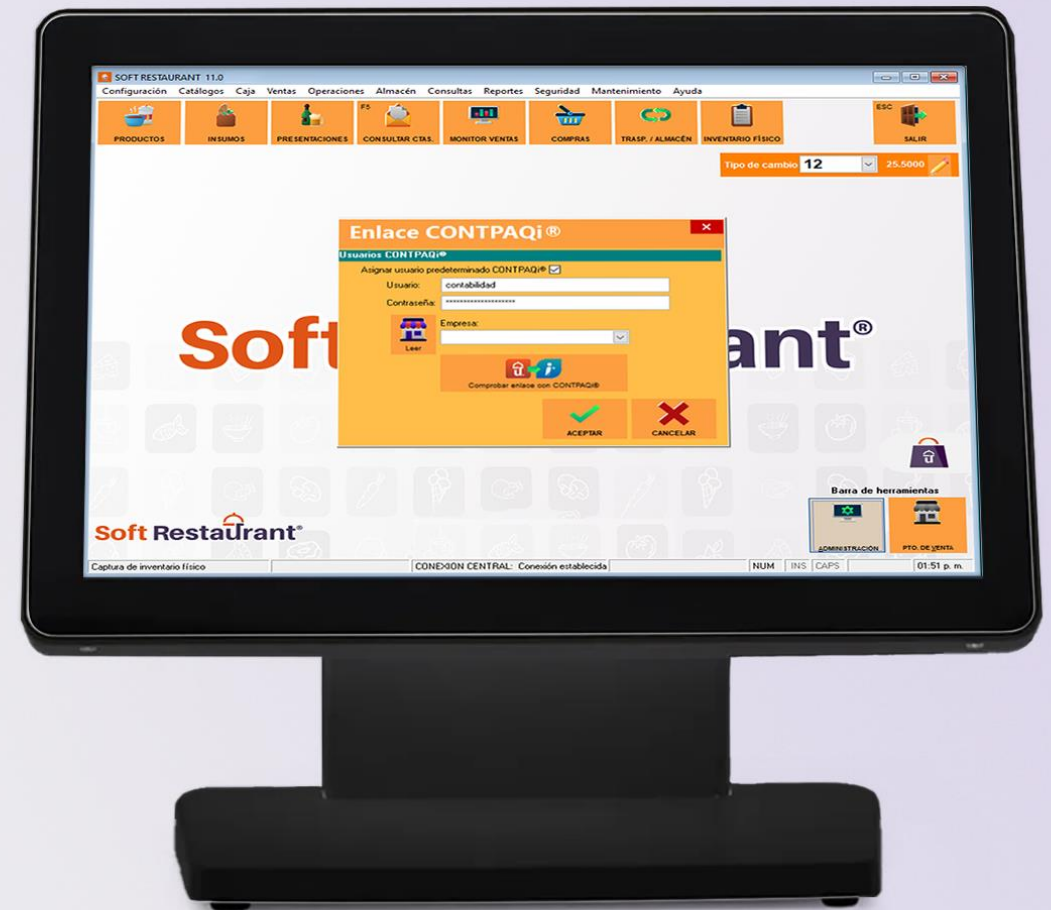 SOFT RESTAURANT 11.0
Configuración Catálogos Caja Ventas Operaciones Almacén Consultas Reportes Seguridad Mantenimiento Ayuda
F5 ESC
PRODUCTOS INSUMOS PRESENTACIONES CONSULTAR CTAS. MONITOR VENTAS COMPRAS TRASP. / ALMACÉN INVENTARIO FÍSICO SALIR
Tipo de cambio 12 25.5000
Enlace CONTPAQi®
Usuarios CONTPAQi®
Asignar usuario predeterminado CONTPAQi®
Usuario: contabilidad
Contraseña: ********************
Empresa:
Leer
Soft ant®
Comprobar enlace con CONTPAQi®
ACEPTAR CANCELAR
Barra de herramientas
Soft Restaurant®
ADMINISTRACIÓN PTO. DE VENTA
Captura de inventario físico CONEXION CENTRAL: Conexión establecida NUM INS CAPS 01:51 p. m.